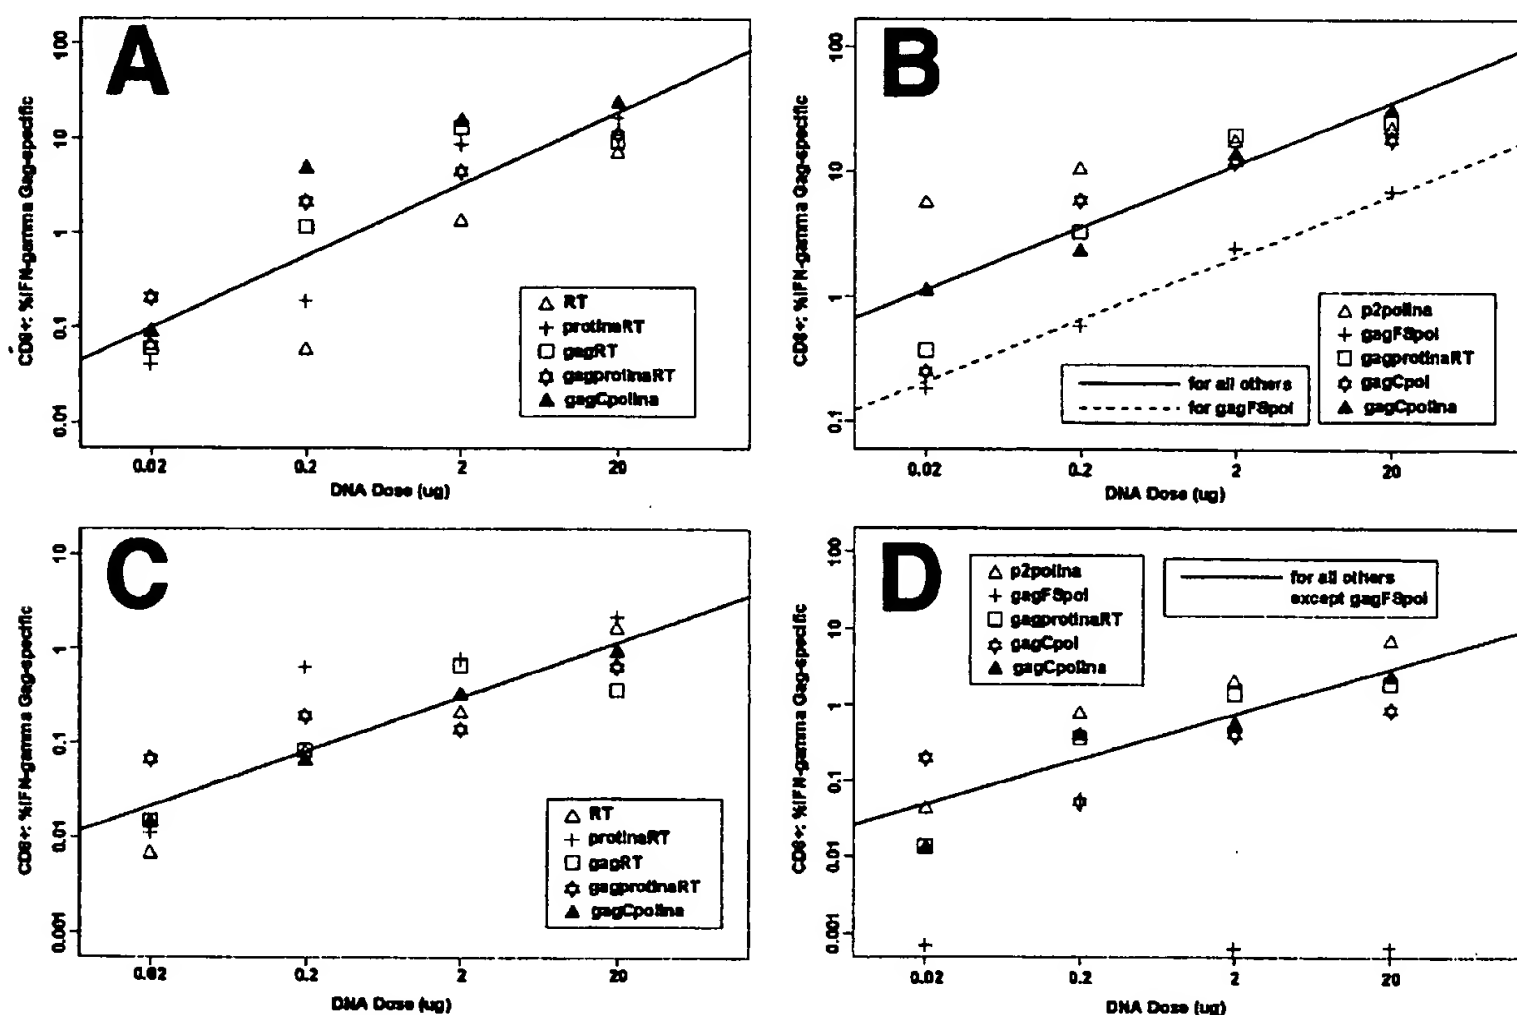 A
CD8+: %IFN-gamma Gag-specific
100
10
1
0.1
0.01
RT
protinaRT
gagRT
gagprotinaRT
gagCpolina
0.02
0.2
2
20
DNA Dose (ug)
B
CD8+: %IFN-gamma Gag-specific
100
10
1
0.1
for all others
for gagFSpol
p2polina
gagFSpol
gagprotinaRT
gagCpol
gagCpolina
0.02
0.2
2
20
DNA Dose (ug)
C
CD8+: %IFN-gamma Gag-specific
10
1
0.1
0.01
0.001
RT
protinaRT
gagRT
gagprotinaRT
gagCpolina
0.02
0.2
2
20
DNA Dose (ug)
D
CD8+: %IFN-gamma Gag-specific
100
10
1
0.1
0.01
0.001
p2polina
gagFSpol
gagprotinaRT
gagCpol
gagCpolina
for all others
except gagFSpol
0.02
0.2
2
20
DNA Dose (ug)